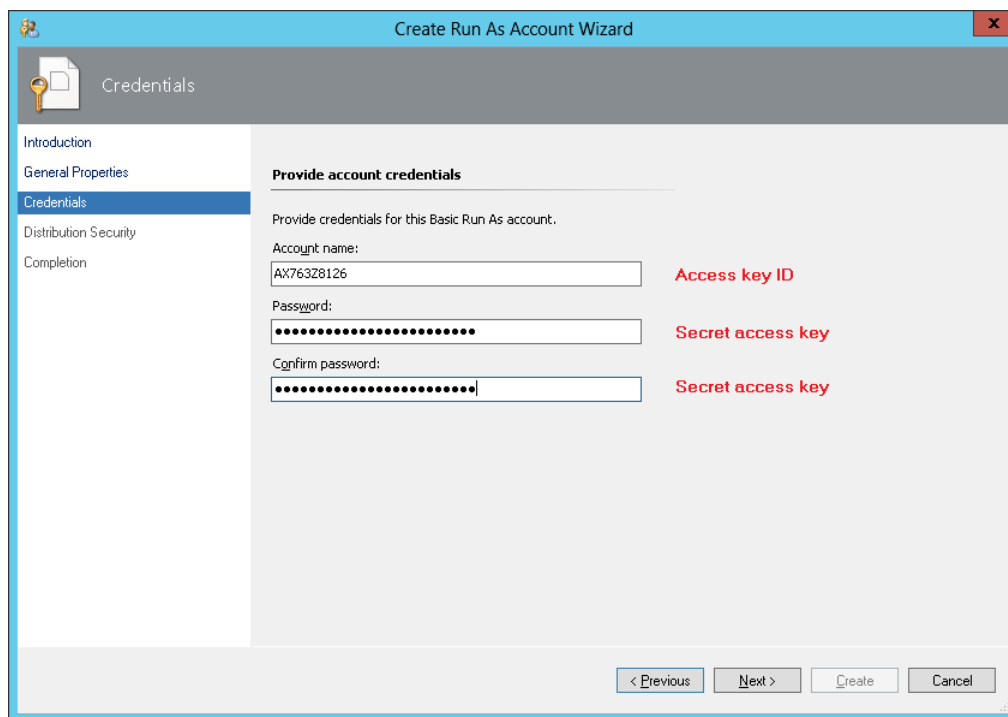 Create Run As Account Wizard
x
Credentials
Introduction
General Properties
Credentials
Distribution Security
Completion
Provide account credentials
Provide credentials for this Basic Run As account.
Account name:
AX763Z8126
Access key ID
Password:
••••••••••••••••••••••••
Secret access key
Confirm password:
••••••••••••••••••••••••
Secret access key
< Previous
Next >
Create
Cancel